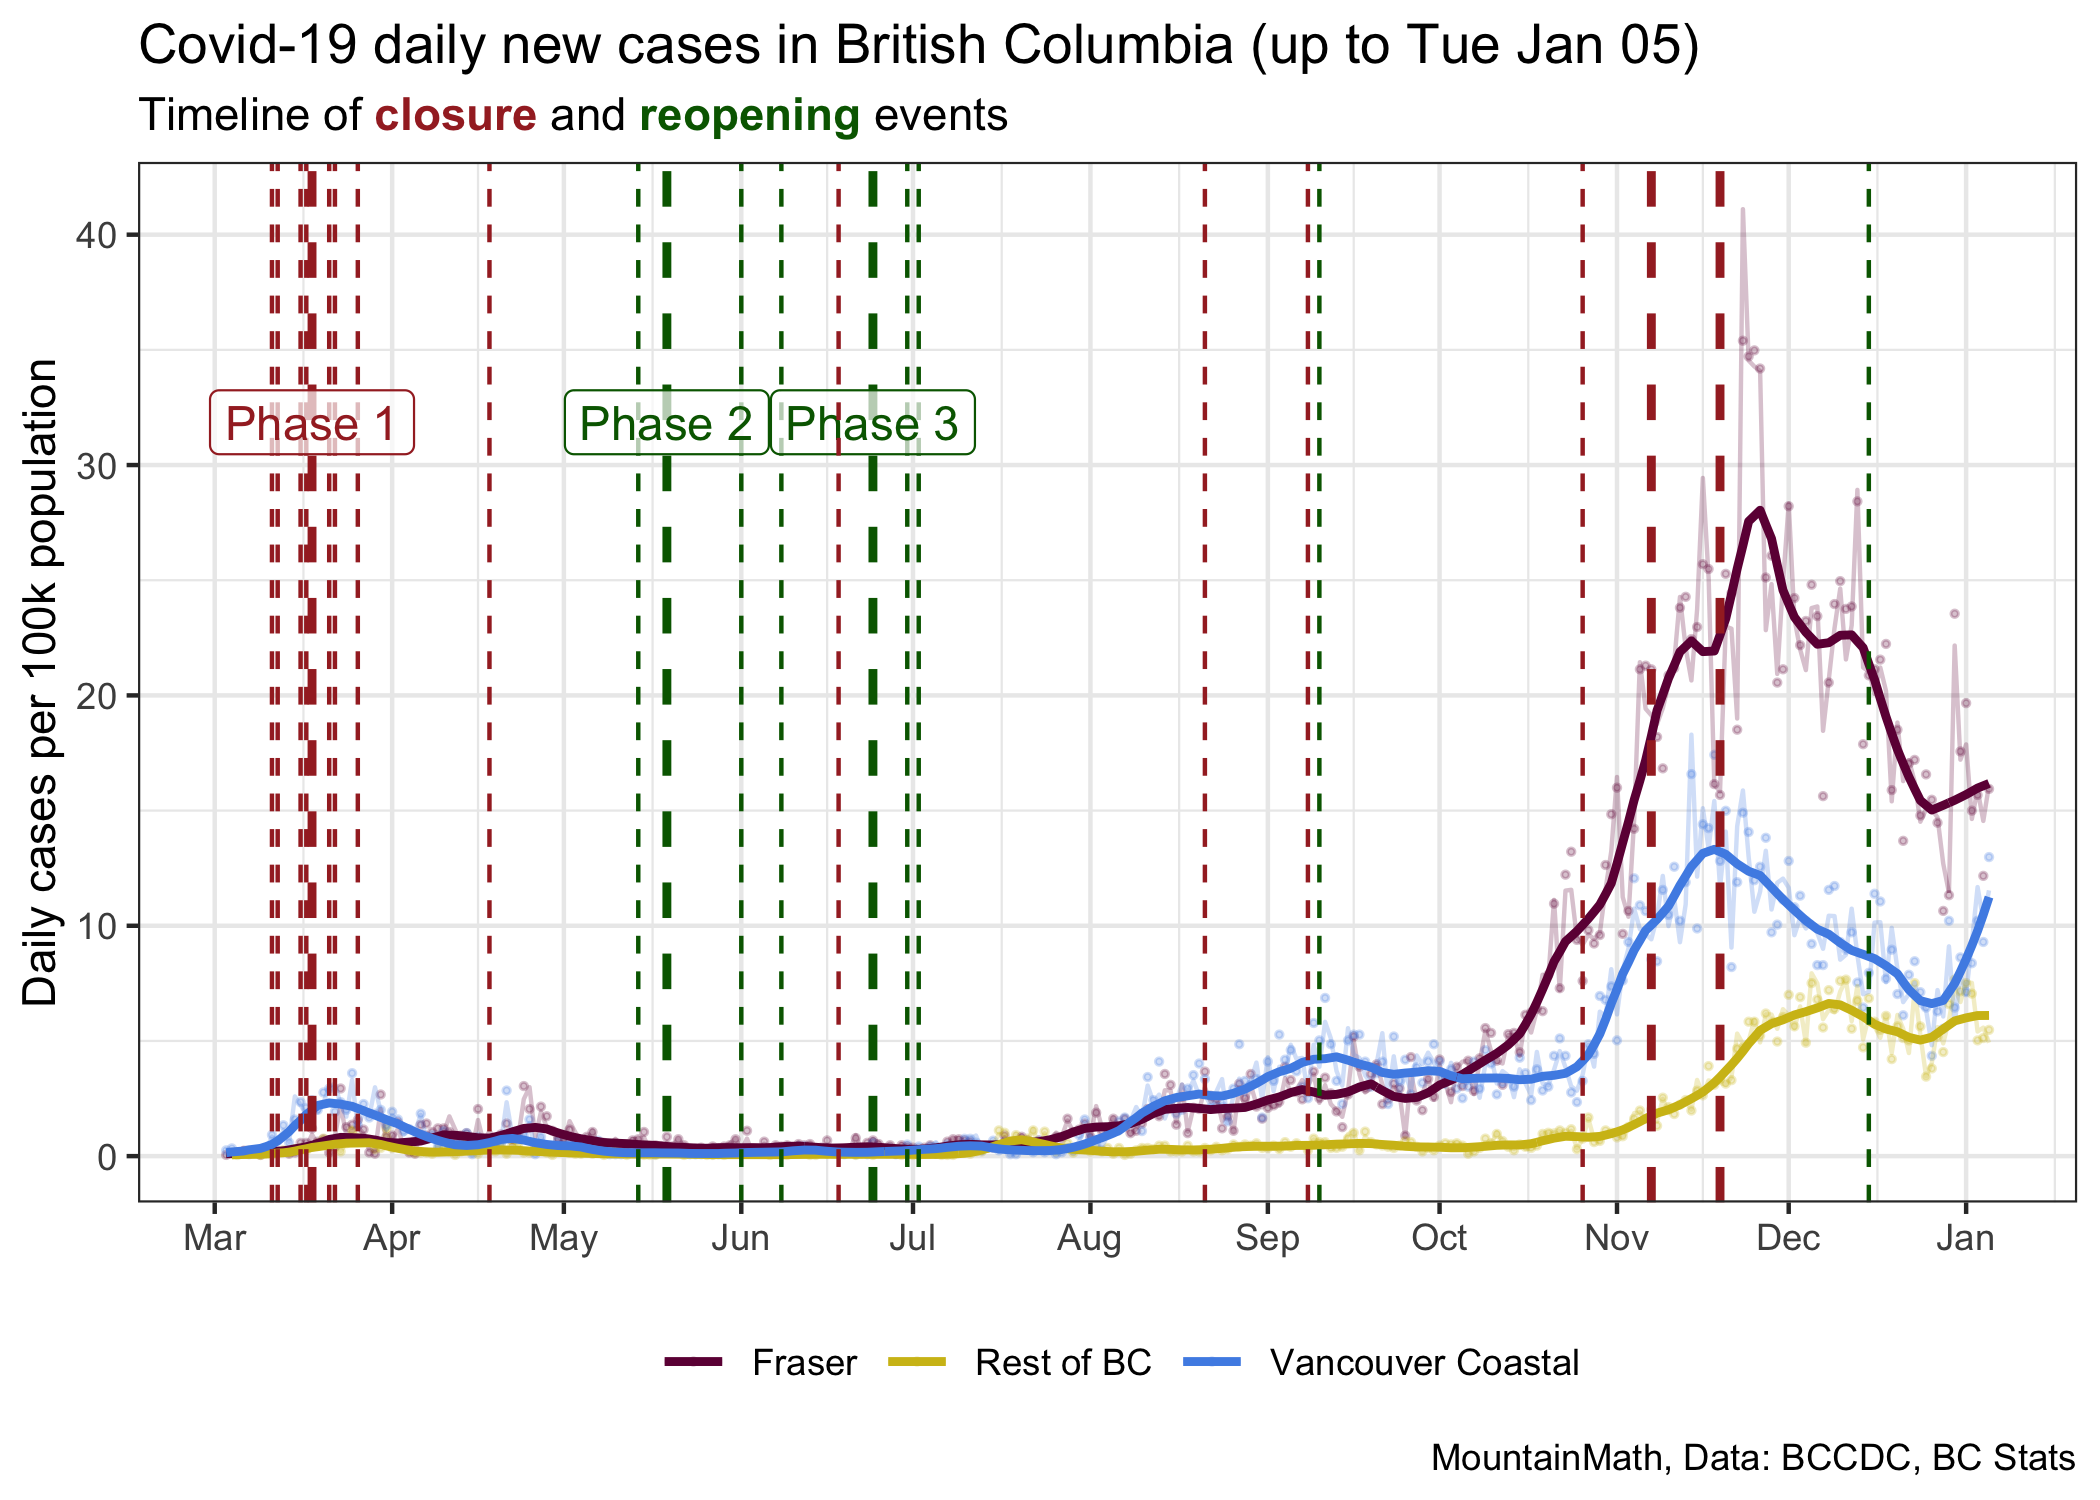 Covid-19 daily new cases in British Columbia (up to Tue Jan 05)
Timeline of closure and reopening events
Daily cases per 100k population
40
30
20
10
0
Phase 1
Phase 2
Phase 3
Mar
Apr
May
Jun
Jul
Aug
Sep
Oct
Nov
Dec
Jan
Fraser
Rest of BC
Vancouver Coastal
MountainMath, Data: BCCDC, BC Stats